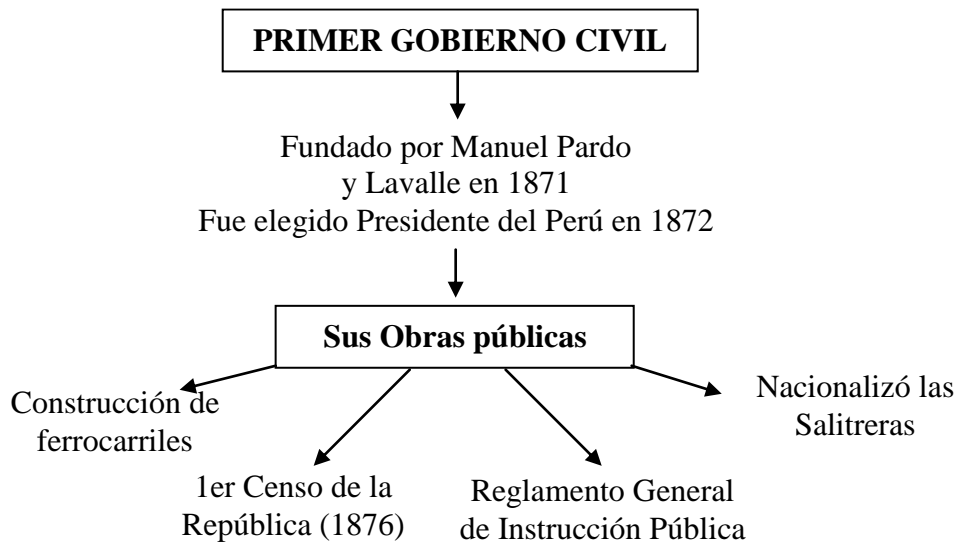 PRIMER GOBIERNO CIVIL
Fundado por Manuel Pardo
y Lavalle en 1871
Fue elegido Presidente del Perú en 1872
Sus Obras públicas
Construcción de
ferrocarriles
1er Censo de la
República (1876)
Reglamento General
de Instrucción Pública
Nacionalizó las
Salitreras